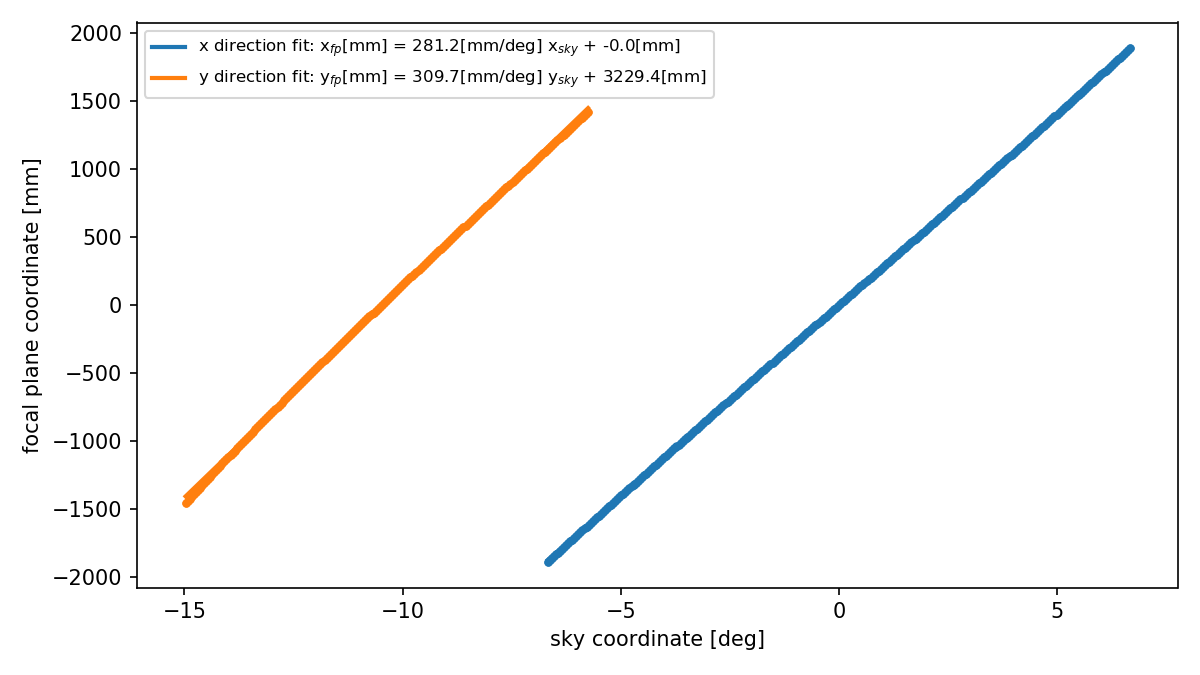 x direction fit: x_fp[mm] = 281.2[mm/deg] x_sky + -0.0[mm]
y direction fit: y_fp[mm] = 309.7[mm/deg] y_sky + 3229.4[mm]
2000
1500
1000
500
0
−500
−1000
−1500
−2000
focal plane coordinate [mm]
−15 −10 −5 0 5
sky coordinate [deg]